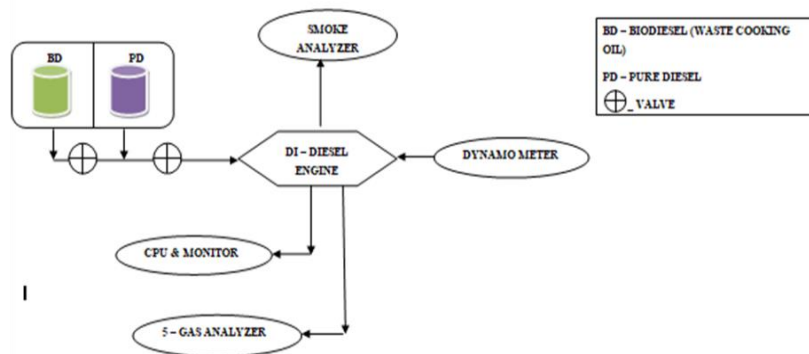 SMOKE
ANALYZER
BD
PD
BD – BIODIESEL (WASTE COOKING
OIL)
PD – PURE DIESEL
_ VALVE
DI – DIESEL
ENGINE
DYNAMO METER
CPU & MONITOR
5 – GAS ANALYZER